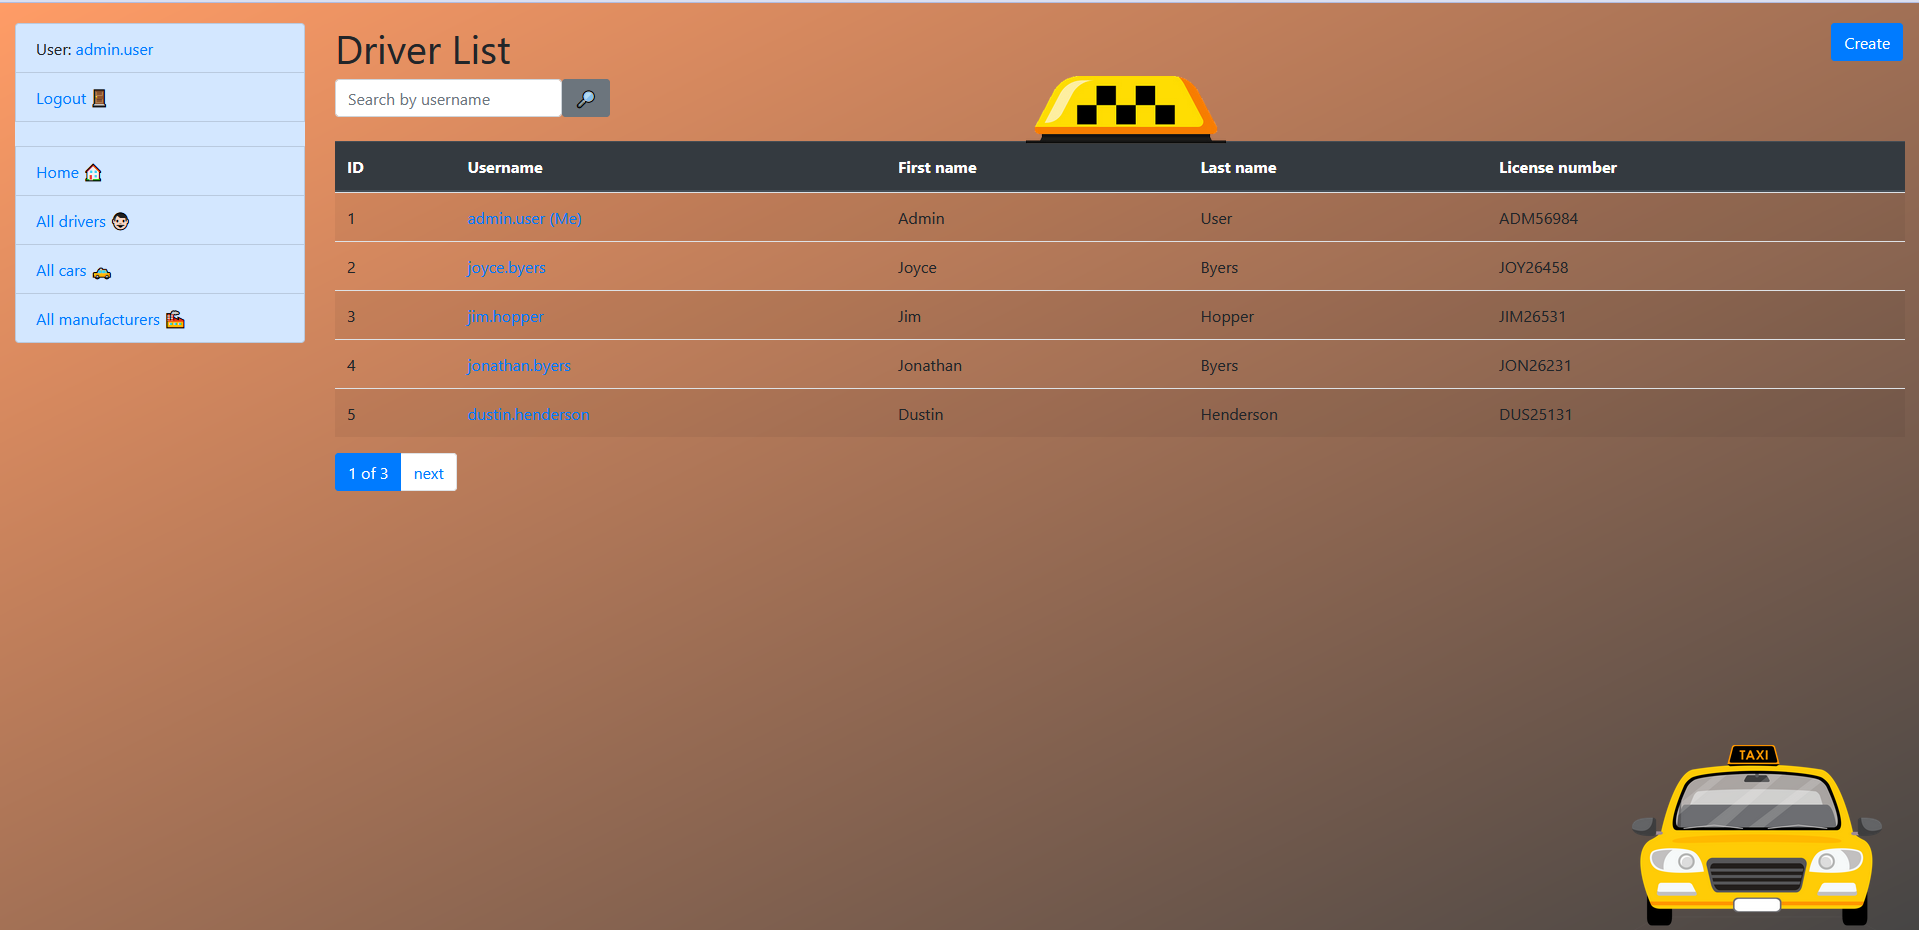 User: admin.user
Logout
Home
All drivers
All cars
All manufacturers
Driver List
Create
Search by username
ID Username First name Last name License number
1 admin.user (Me) Admin User ADM56984
2 joyce.byers Joyce Byers JOY26458
3 jim.hopper Jim Hopper JIM26531
4 jonathan.byers Jonathan Byers JON26231
5 dustin.henderson Dustin Henderson DUS25131
1 of 3 next
TAXI